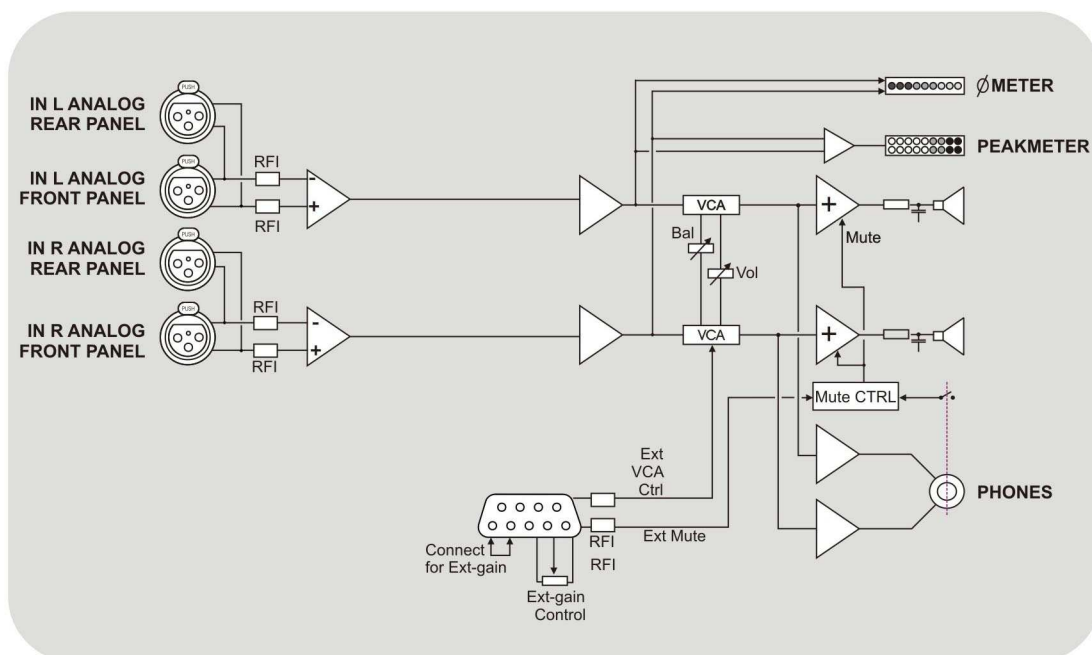 IN L ANALOG
REAR PANEL
PUSH
IN L ANALOG
FRONT PANEL
PUSH
RFI
-
+
RFI
IN R ANALOG
REAR PANEL
PUSH
IN R ANALOG
FRONT PANEL
PUSH
RFI
-
+
RFI
ØMETER
PEAKMETER
VCA
Bal
Vol
VCA
+
Mute
+
Mute CTRL
Ext
VCA
Ctrl
Ext Mute
RFI
RFI
Connect
for Ext-gain
Ext-gain
Control
PHONES